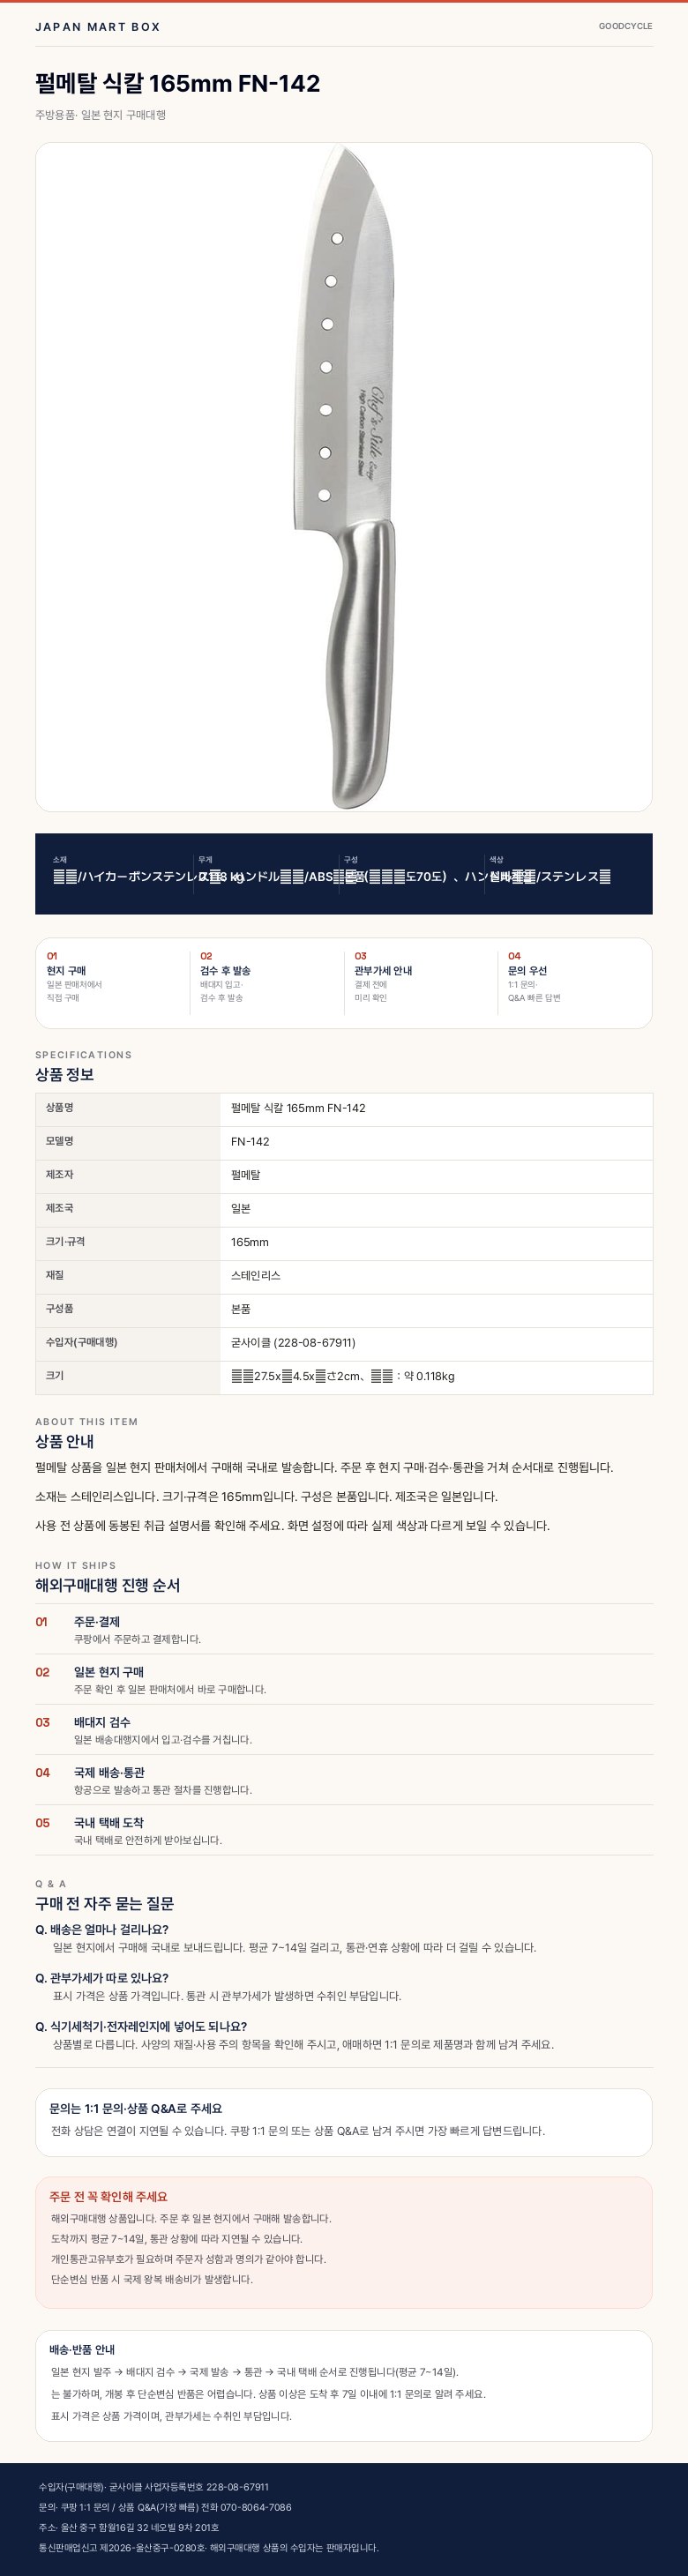 JAPAN MART BOX
GOODCYCLE
펄메탈 식칼 165mm FN-142
주방용품· 일본 현지 구매대행
Chef's Stile Easy
High Carbon Stainless Steel
소재
무게
구성
색상
/ハイカーボンステンレス
0.118 kg
ハンドル
/ABS
본품
도70도）、ハン
/ステンレス
01
현지 구매
일본 판매처에서
직접 구매
02
검수 후 발송
배대지 입고·
검수 후 발송
03
관부가세 안내
결제 전에
미리 확인
04
문의 우선
1:1 문의·
Q&A 빠른 답변
SPECIFICATIONS
상품 정보
상품명 펄메탈 식칼 165mm FN-142
모델명 FN-142
제조자 펄메탈
제조국 일본
크기·규격 165mm
재질 스테인리스
구성품 본품
수입자(구매대행) 굳사이클 (228-08-67911)
크기 27.5x 4.5x さ2cm、 : 약 0.118kg
ABOUT THIS ITEM
상품 안내
펄메탈 상품을 일본 현지 판매처에서 구매해 국내로 발송합니다. 주문 후 현지 구매·검수·통관을 거쳐 순서대로 진행됩니다.
소재는 스테인리스입니다. 크기·규격은 165mm입니다. 구성은 본품입니다. 제조국은 일본입니다.
사용 전 상품에 동봉된 취급 설명서를 확인해 주세요. 화면 설정에 따라 실제 색상과 다르게 보일 수 있습니다.
HOW IT SHIPS
해외구매대행 진행 순서
01 주문·결제
쿠팡에서 주문하고 결제합니다.
02 일본 현지 구매
주문 확인 후 일본 판매처에서 바로 구매합니다.
03 배대지 검수
일본 배송대행지에서 입고·검수를 거칩니다.
04 국제 배송·통관
항공으로 발송하고 통관 절차를 진행합니다.
05 국내 택배 도착
국내 택배로 안전하게 받아보십니다.
Q & A
구매 전 자주 묻는 질문
Q. 배송은 얼마나 걸리나요?
일본 현지에서 구매해 국내로 보내드립니다. 평균 7~14일 걸리고, 통관·연휴 상황에 따라 더 걸릴 수 있습니다.
Q. 관부가세가 따로 있나요?
표시 가격은 상품 가격입니다. 통관 시 관부가세가 발생하면 수취인 부담입니다.
Q. 식기세척기·전자레인지에 넣어도 되나요?
상품별로 다릅니다. 사양의 재질·사용 주의 항목을 확인해 주시고, 애매하면 1:1 문의로 제품명과 함께 남겨 주세요.
문의는 1:1 문의·상품 Q&A로 주세요
전화 상담은 연결이 지연될 수 있습니다. 쿠팡 1:1 문의 또는 상품 Q&A로 남겨 주시면 가장 빠르게 답변드립니다.
주문 전 꼭 확인해 주세요
해외구매대행 상품입니다. 주문 후 일본 현지에서 구매해 발송합니다.
도착까지 평균 7~14일, 통관 상황에 따라 지연될 수 있습니다.
개인통관고유부호가 필요하며 주문자 성함과 명의가 같아야 합니다.
단순변심 반품 시 국제 왕복 배송비가 발생합니다.
배송·반품 안내
일본 현지 발주 → 배대지 검수 → 국제 발송 → 통관 → 국내 택배 순서로 진행됩니다(평균 7~14일).
는 불가하며, 개봉 후 단순변심 반품은 어렵습니다. 상품 이상은 도착 후 7일 이내에 1:1 문의로 알려 주세요.
표시 가격은 상품 가격이며, 관부가세는 수취인 부담입니다.
수입자(구매대행)· 굳사이클 사업자등록번호 228-08-67911
문의· 쿠팡 1:1 문의 / 상품 Q&A(가장 빠름) 전화 070-8064-7086
주소· 울산 중구 함월16길 32 네오빌 9차 201호
통신판매업신고 제2026-울산중구-0280호· 해외구매대행 상품의 수입자는 판매자입니다.